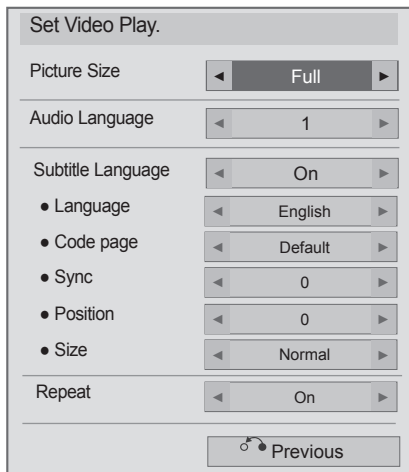 Set Video Play.
Picture Size ◄ Full ►
Audio Language ◄ 1 ►
Subtitle Language ◄ On ►
● Language ◄ English ►
● Code page ◄ Default ►
● Sync ◄ 0 ►
● Position ◄ 0 ►
● Size ◄ Normal ►
Repeat ◄ On ►
Previous